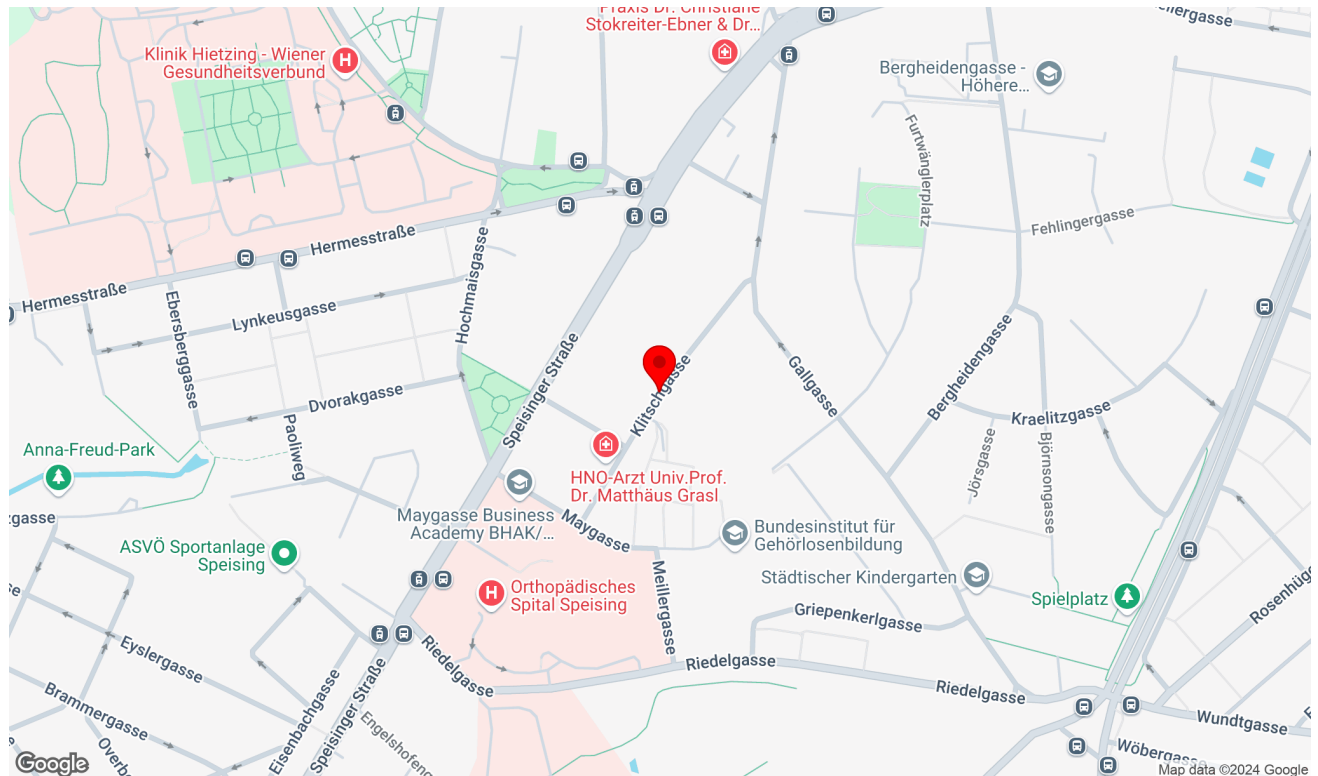 Praxis Dr. Christiane
Stokreiter-Ebner & Dr...
Klinik Hietzing - Wiener
Gesundheitsverbund
Bergheidengasse -
Höhere...
Furtwänglerplatz
Fehlingergasse
Hermesstraße
Hermesstraße
Hochmaisgasse
Ebersberggasse
Lynkeusgasse
Speisinger Straße
Klitschgasse
Gallgasse
Bergheidengasse
Dvorakgasse
Paoliweg
Kraelitzgasse
Jörsgasse
Björnsongasse
Anna-Freud-Park
HNO-Arzt Univ.Prof.
Dr. Matthäus Grasl
Maygasse Business
Academy BHAK/...
Maygasse
Bundesinstitut für
Gehörlosenbildung
ASVÖ Sportanlage
Speising
Orthopädisches
Spital Speising
Meillergasse
Städtischer Kindergarten
Spielplatz
Griepenkerlgasse
Eyslergasse
Riedelgasse
Riedelgasse
Riedelgasse
Brammergasse
Eisenbachgasse
Speisinger Straße
Wundtgasse
Google
Map data ©2024 Google